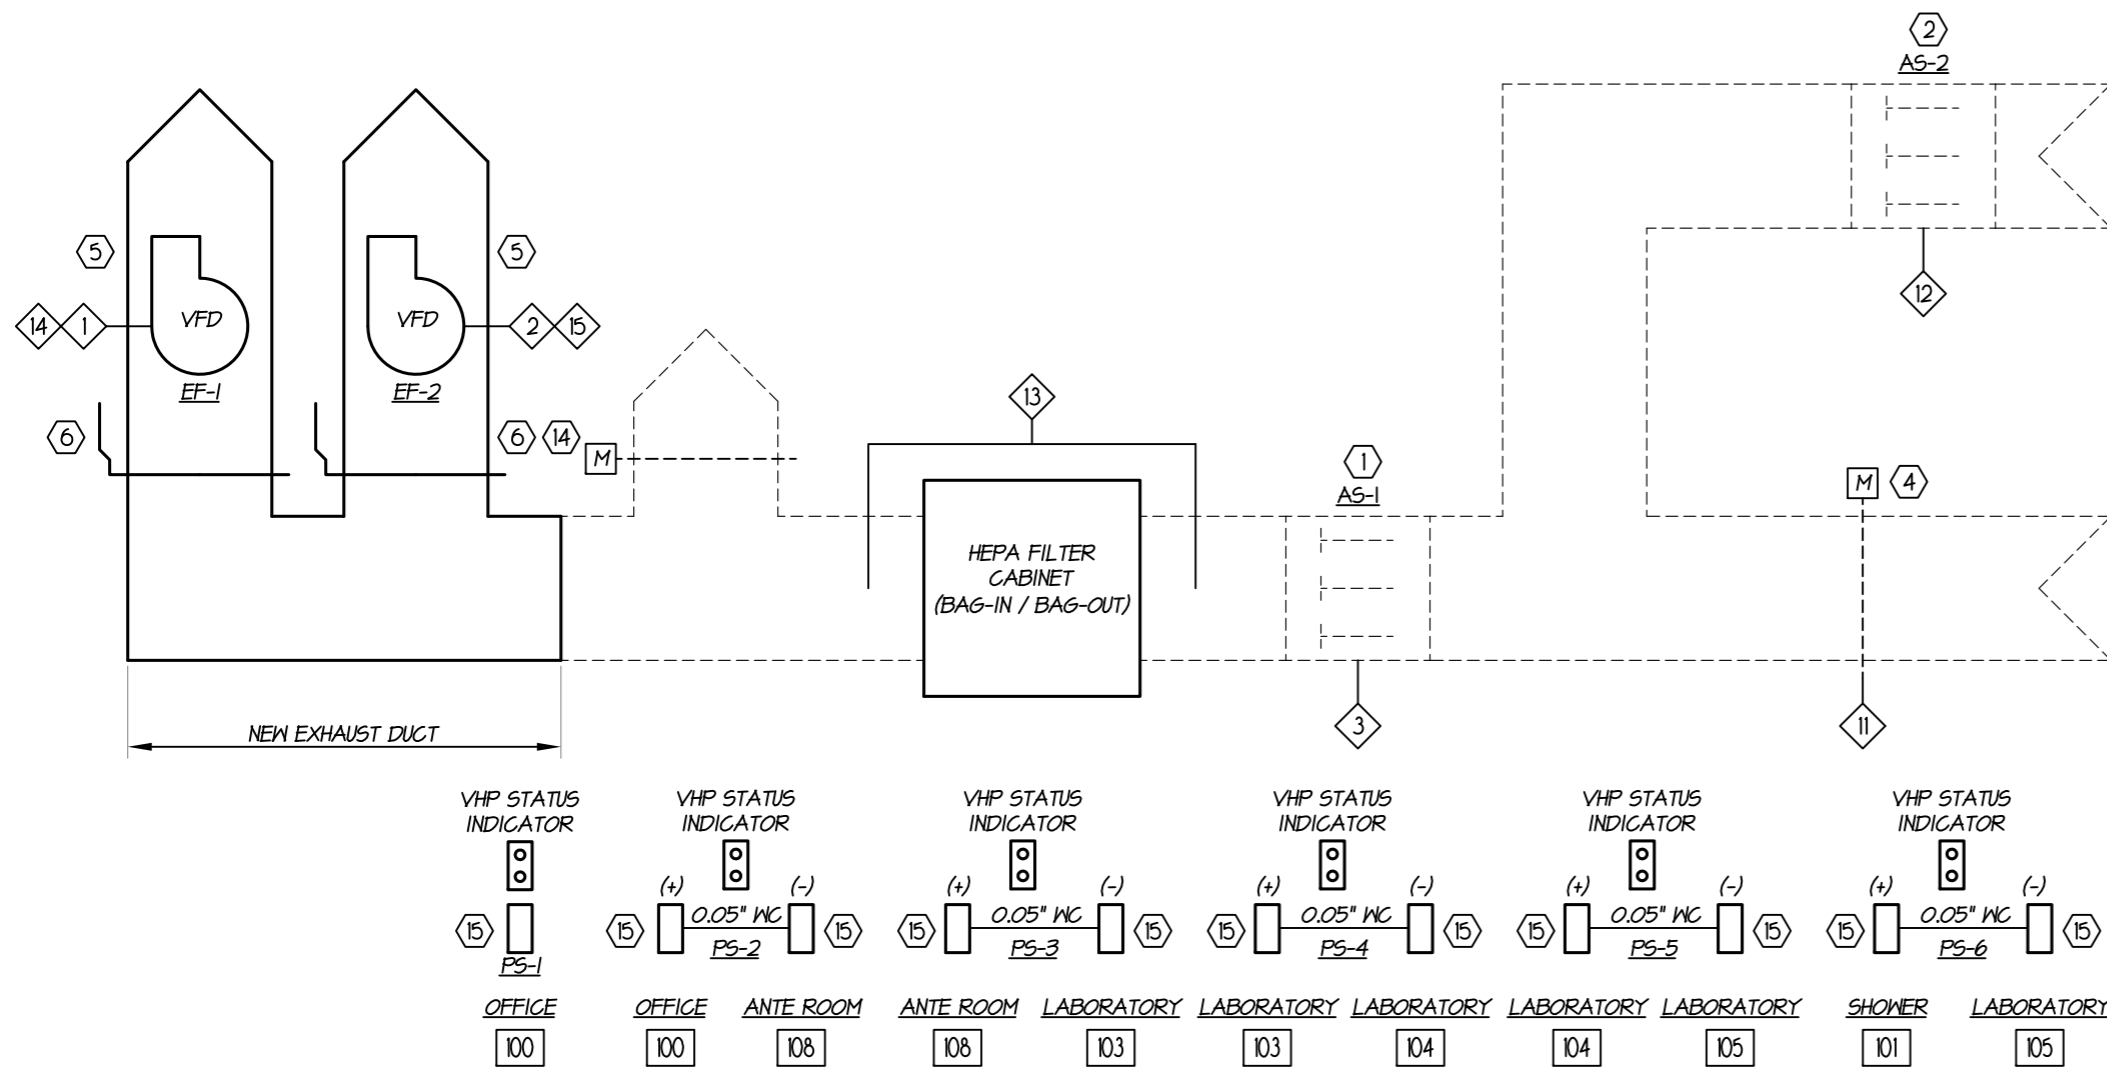 2
AS-2
5
5
14
1
VFD
VFD
2
15
12
EF-1
EF-2
13
6
6
14
M
1
AS-1
M
4
HEPA FILTER
CABINET
(BAG-IN / BAG-OUT)
3
11
NEW EXHAUST DUCT
VHP STATUS
INDICATOR
15
PS-1
OFFICE
100
VHP STATUS
INDICATOR
(+)
(-)
15
0.05" WC
15
PS-2
OFFICE
ANTE ROOM
100
108
VHP STATUS
INDICATOR
(+)
(-)
15
0.05" WC
15
PS-3
ANTE ROOM
LABORATORY
108
103
VHP STATUS
INDICATOR
(+)
(-)
15
0.05" WC
15
PS-4
LABORATORY
LABORATORY
103
104
VHP STATUS
INDICATOR
(+)
(-)
15
0.05" WC
15
PS-5
LABORATORY
LABORATORY
104
105
VHP STATUS
INDICATOR
(+)
(-)
15
0.05" WC
15
PS-6
SHOWER
LABORATORY
101
105